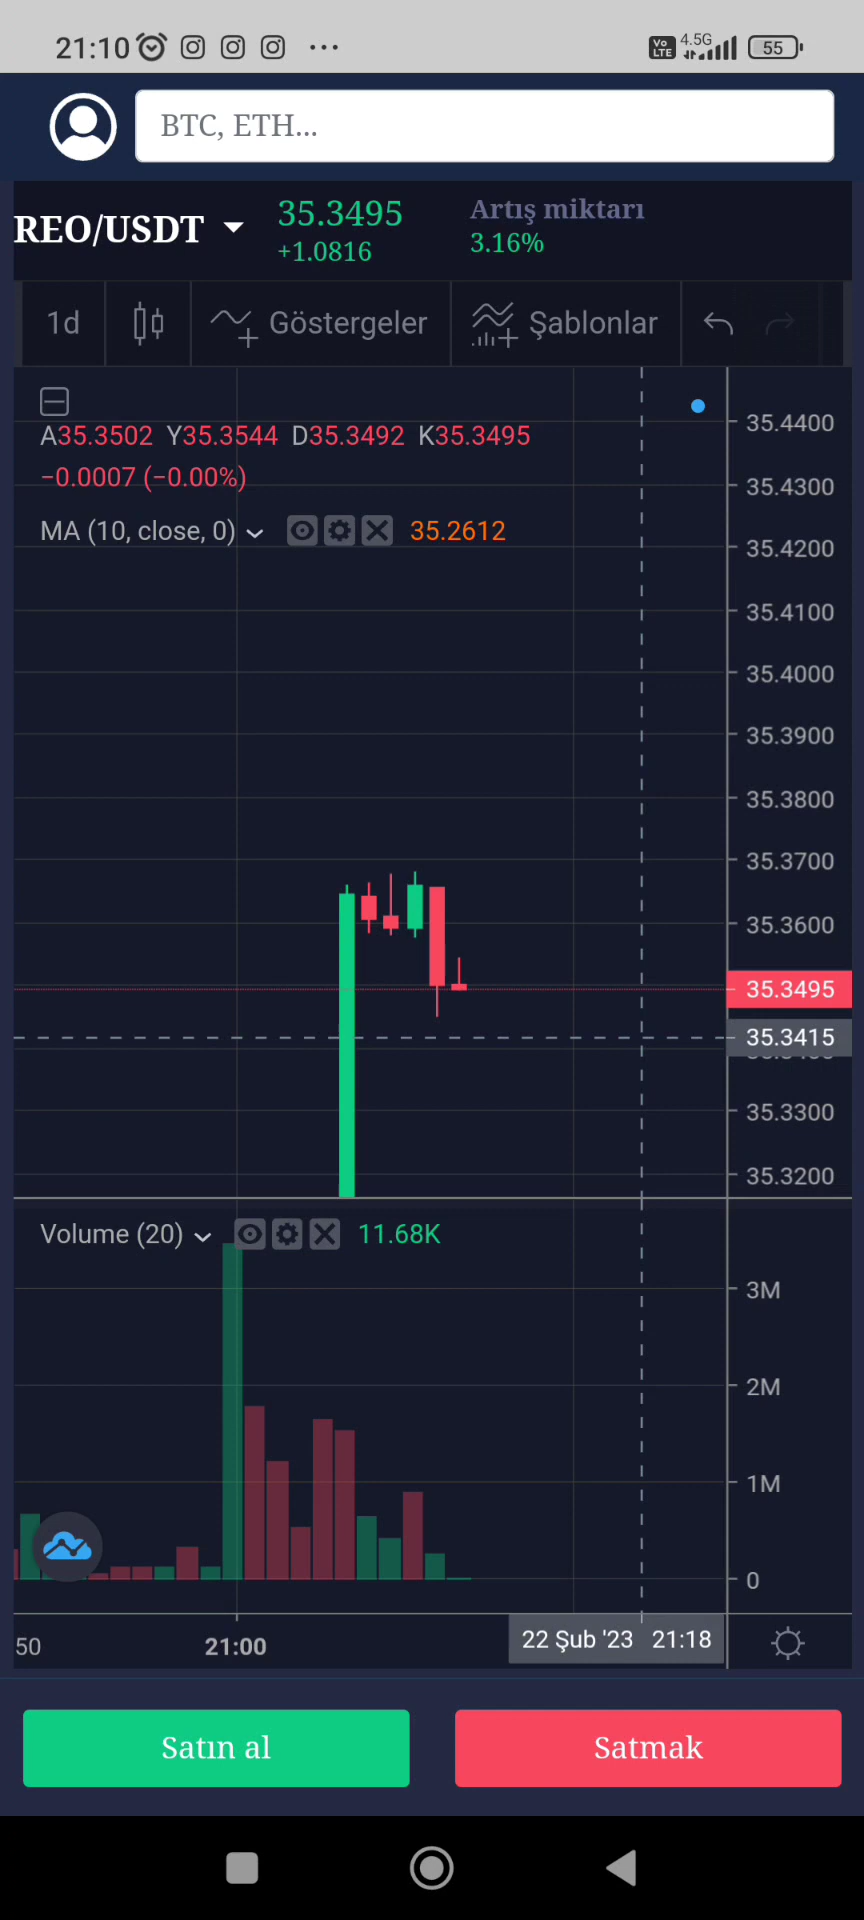 21:10
Vo LTE 4.5G 55
BTC, ETH...
REO/USDT 35.3495 Artış miktarı
+1.0816 3.16%
1d Göstergeler Şablonlar
A35.3502 Y35.3544 D35.3492 K35.3495
−0.0007 (−0.00%)
MA (10, close, 0) 35.2612
35.4400
35.4300
35.4200
35.4100
35.4000
35.3900
35.3800
35.3700
35.3600
35.3495
35.3415
35.3300
35.3200
Volume (20) 11.68K
3M
2M
1M
0
50 21:00 22 Şub '23 21:18
Satın al Satmak